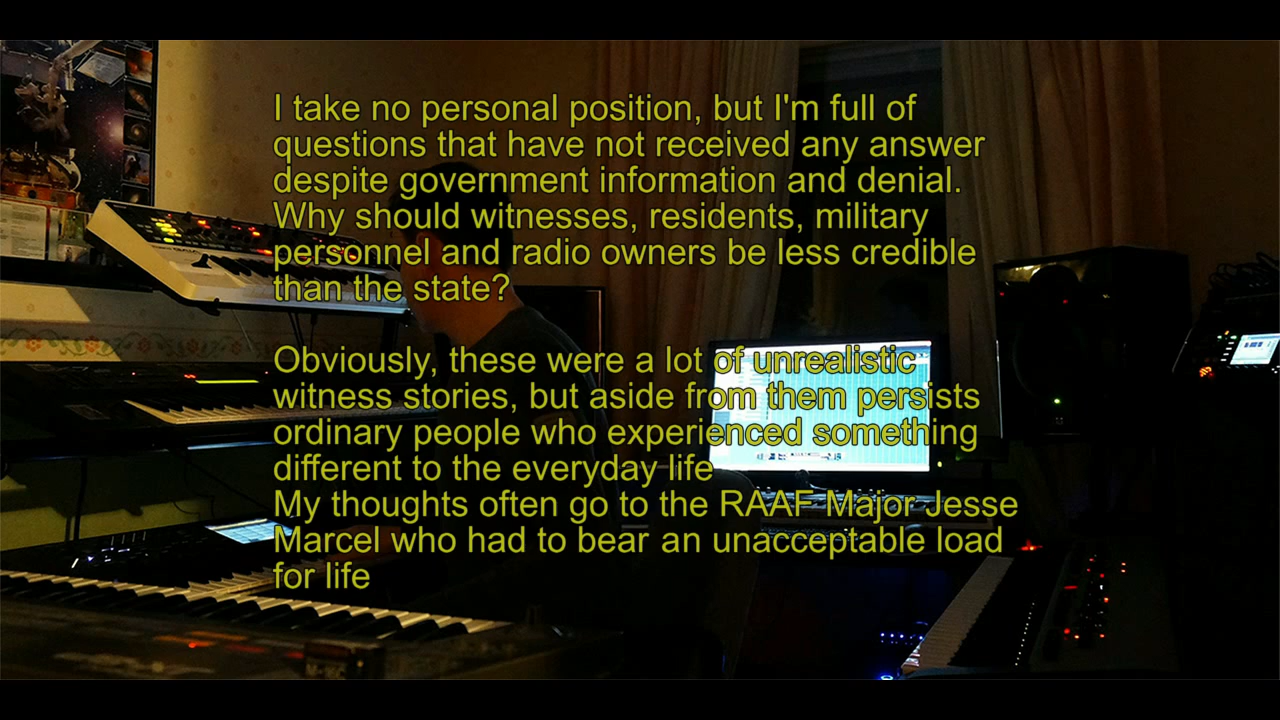 I take no personal position, but I'm full of
questions that have not received any answer
despite government information and denial.
Why should witnesses, residents, military
personnel and radio owners be less credible
than the state?
Obviously, these were a lot of unrealistic
witness stories, but aside from them persists
ordinary people who experienced something
different to the everyday life
My thoughts often go to the RAAF Major Jesse
Marcel who had to bear an unacceptable load
for life